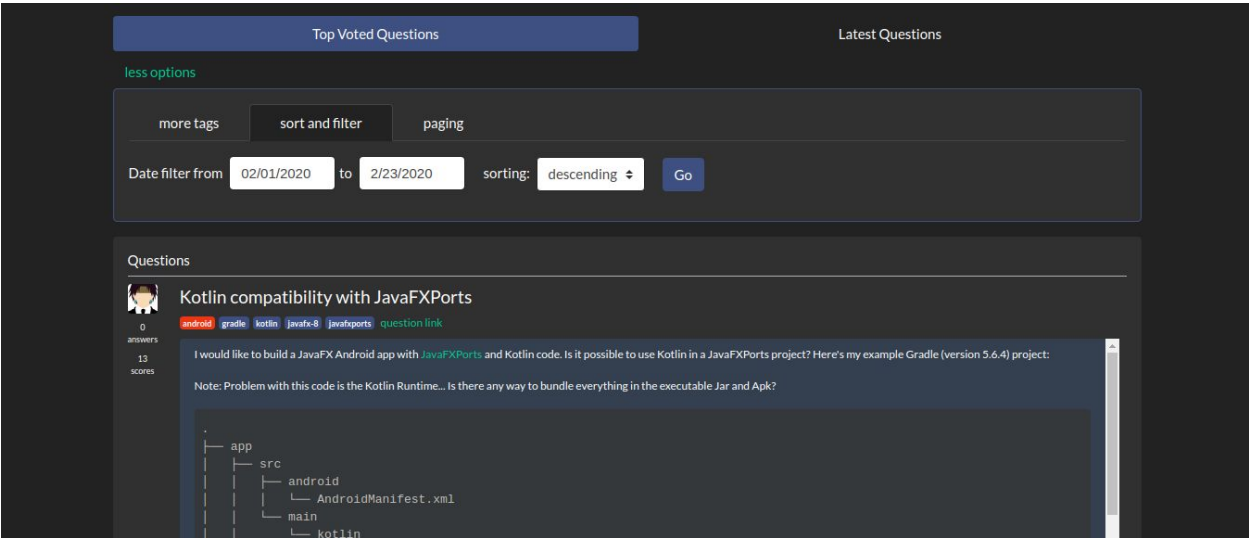 Top Voted Questions Latest Questions
less options
more tags sort and filter paging
Date filter from 02/01/2020 to 2/23/2020 sorting: descending Go
Questions
Kotlin compatibility with JavaFXPorts
android gradle kotlin javafx-8 javafxports question link
0
answers
13
scores
I would like to build a JavaFX Android app with JavaFXPorts and Kotlin code. Is it possible to use Kotlin in a JavaFXPorts project? Here's my example Gradle (version 5.6.4) project:
Note: Problem with this code is the Kotlin Runtime... Is there any way to bundle everything in the executable Jar and Apk?
.
├── app
│   ├── src
│   │   ├── android
│   │   │   └── AndroidManifest.xml
│   │   └── main
│   │       └── kotlin